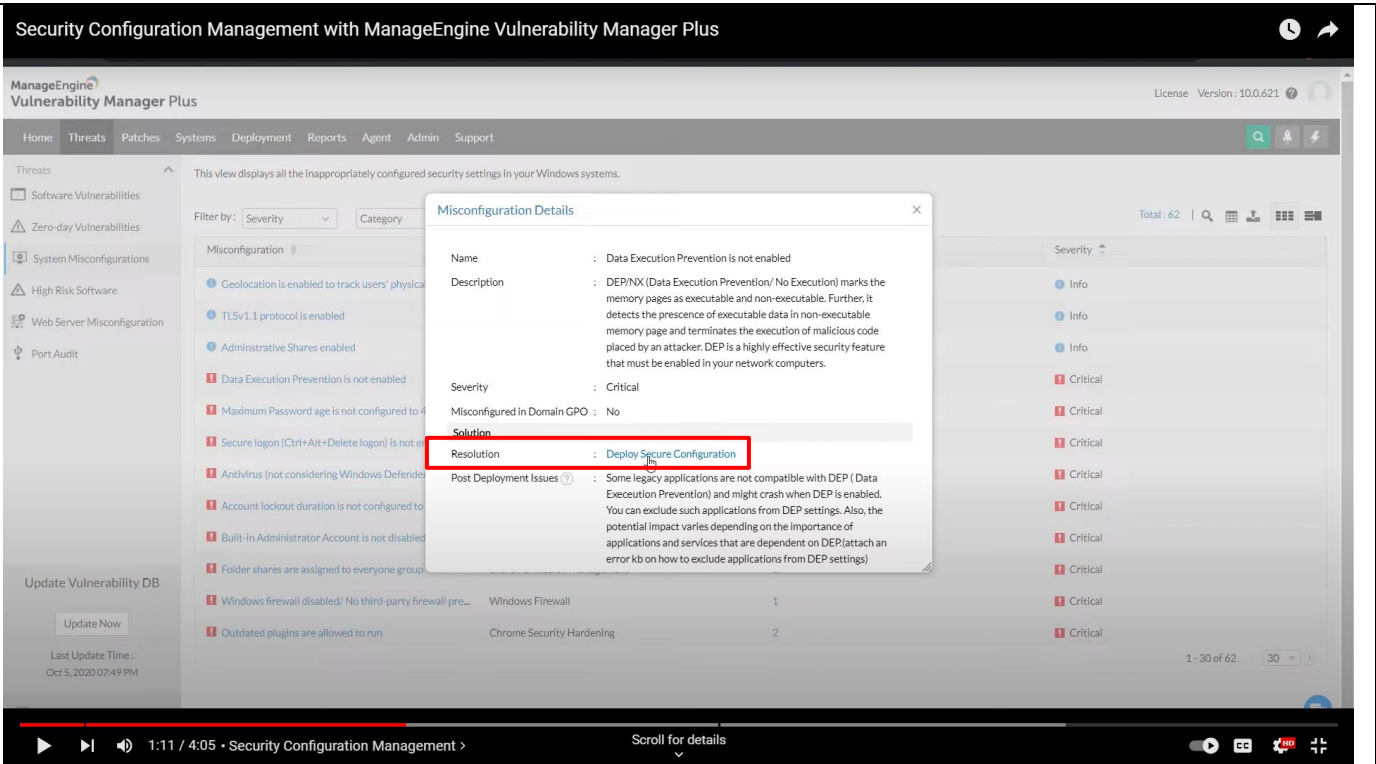 Security Configuration Management with ManageEngine Vulnerability Manager Plus
ManageEngine
Vulnerability Manager Plus
License Version : 10.0.621
Home Threats Patches Systems Deployment Reports Agent Admin Support
Threats
Software Vulnerabilities
Zero-day Vulnerabilities
System Misconfigurations
High Risk Software
Web Server Misconfiguration
Port Audit
Update Vulnerability DB
Update Now
Last Update Time :
Oct 5, 2020 07:49 PM
This view displays all the inappropriately configured security settings in your Windows systems.
Filter by : Severity Category
Total : 62
Misconfiguration Severity
Geolocation is enabled to track users' physica Info
TLSv1.1 protocol is enabled Info
Adminstrative Shares enabled Info
Data Execution Prevention is not enabled Critical
Maximum Password age is not configured to 4 Critical
Secure logon (Ctrl+Alt+Delete logon) is not en Critical
Antivirus (not considering Windows Defende Critical
Account lockout duration is not configured to Critical
Built-in Administrator Account is not disabled Critical
Folder shares are assigned to everyone group Critical
Windows firewall disabled/ No third-party firewall pre... Windows Firewall 1 Critical
Outdated plugins are allowed to run Chrome Security Hardening 2 Critical
1 - 30 of 62 30
Misconfiguration Details
Name : Data Execution Prevention is not enabled
Description : DEP/NX (Data Execution Prevention/ No Execution) marks the
memory pages as executable and non-executable. Further, it
detects the prescence of executable data in non-executable
memory page and terminates the execution of malicious code
placed by an attacker. DEP is a highly effective security feature
that must be enabled in your network computers.
Severity : Critical
Misconfigured in Domain GPO : No
Solution
Resolution : Deploy Secure Configuration
Post Deployment Issues ? : Some legacy applications are not compatible with DEP ( Data
Excecution Prevention) and might crash when DEP is enabled.
You can exclude such applications from DEP settings. Also, the
potential impact varies depending on the importance of
applications and services that are dependent on DEP.(attach an
error kb on how to exclude applications from DEP settings)
1:11 / 4:05 • Security Configuration Management >
Scroll for details
CC
HD